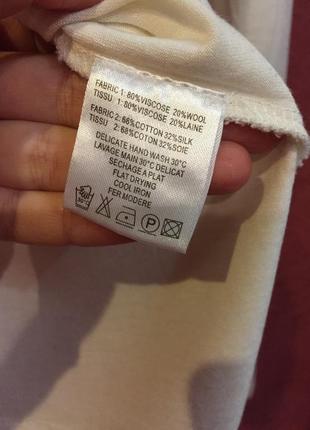 FABRIC 1: 80%VISCOSE 20%WOOL
TISSU 1: 80%VISCOSE 20%LAINE
FABRIC 2: 68%COTTON 32%SILK
TISSU 2: 68%COTTON 32%SOIE
DELICATE HAND WASH 30°C
LAVAGE MAIN 30°C DELICAT
SECHAGE A PLAT
FLAT DRYING
COOL IRON
FER MODERE
30°C P